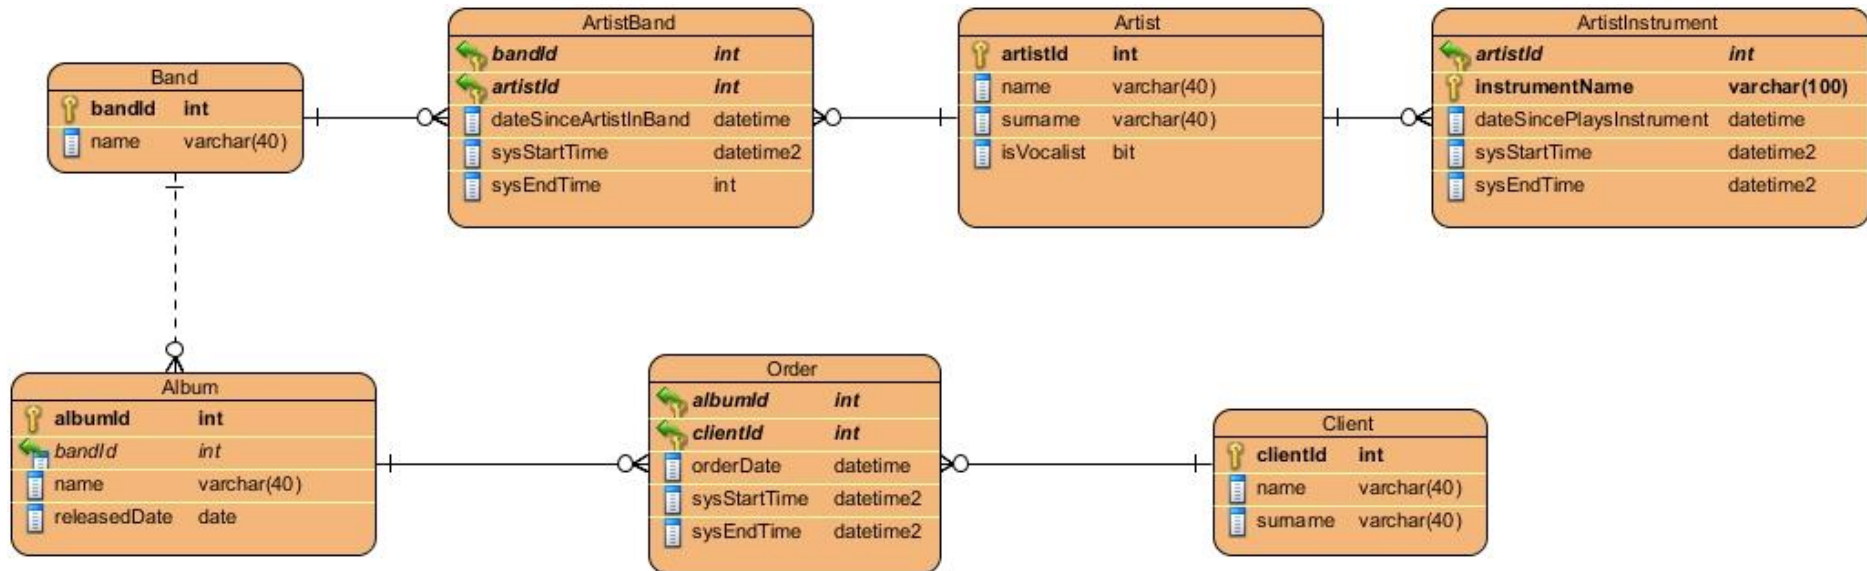 Band
bandId int
name varchar(40)
ArtistBand
bandId int
artistId int
dateSinceArtistInBand datetime
sysStartTime datetime2
sysEndTime int
Artist
artistId int
name varchar(40)
surname varchar(40)
isVocalist bit
ArtistInstrument
artistId int
instrumentName varchar(100)
dateSincePlaysInstrument datetime
sysStartTime datetime2
sysEndTime datetime2
Album
albumId int
bandId int
name varchar(40)
releasedDate date
Order
albumId int
clientId int
orderDate datetime
sysStartTime datetime2
sysEndTime datetime2
Client
clientId int
name varchar(40)
surname varchar(40)